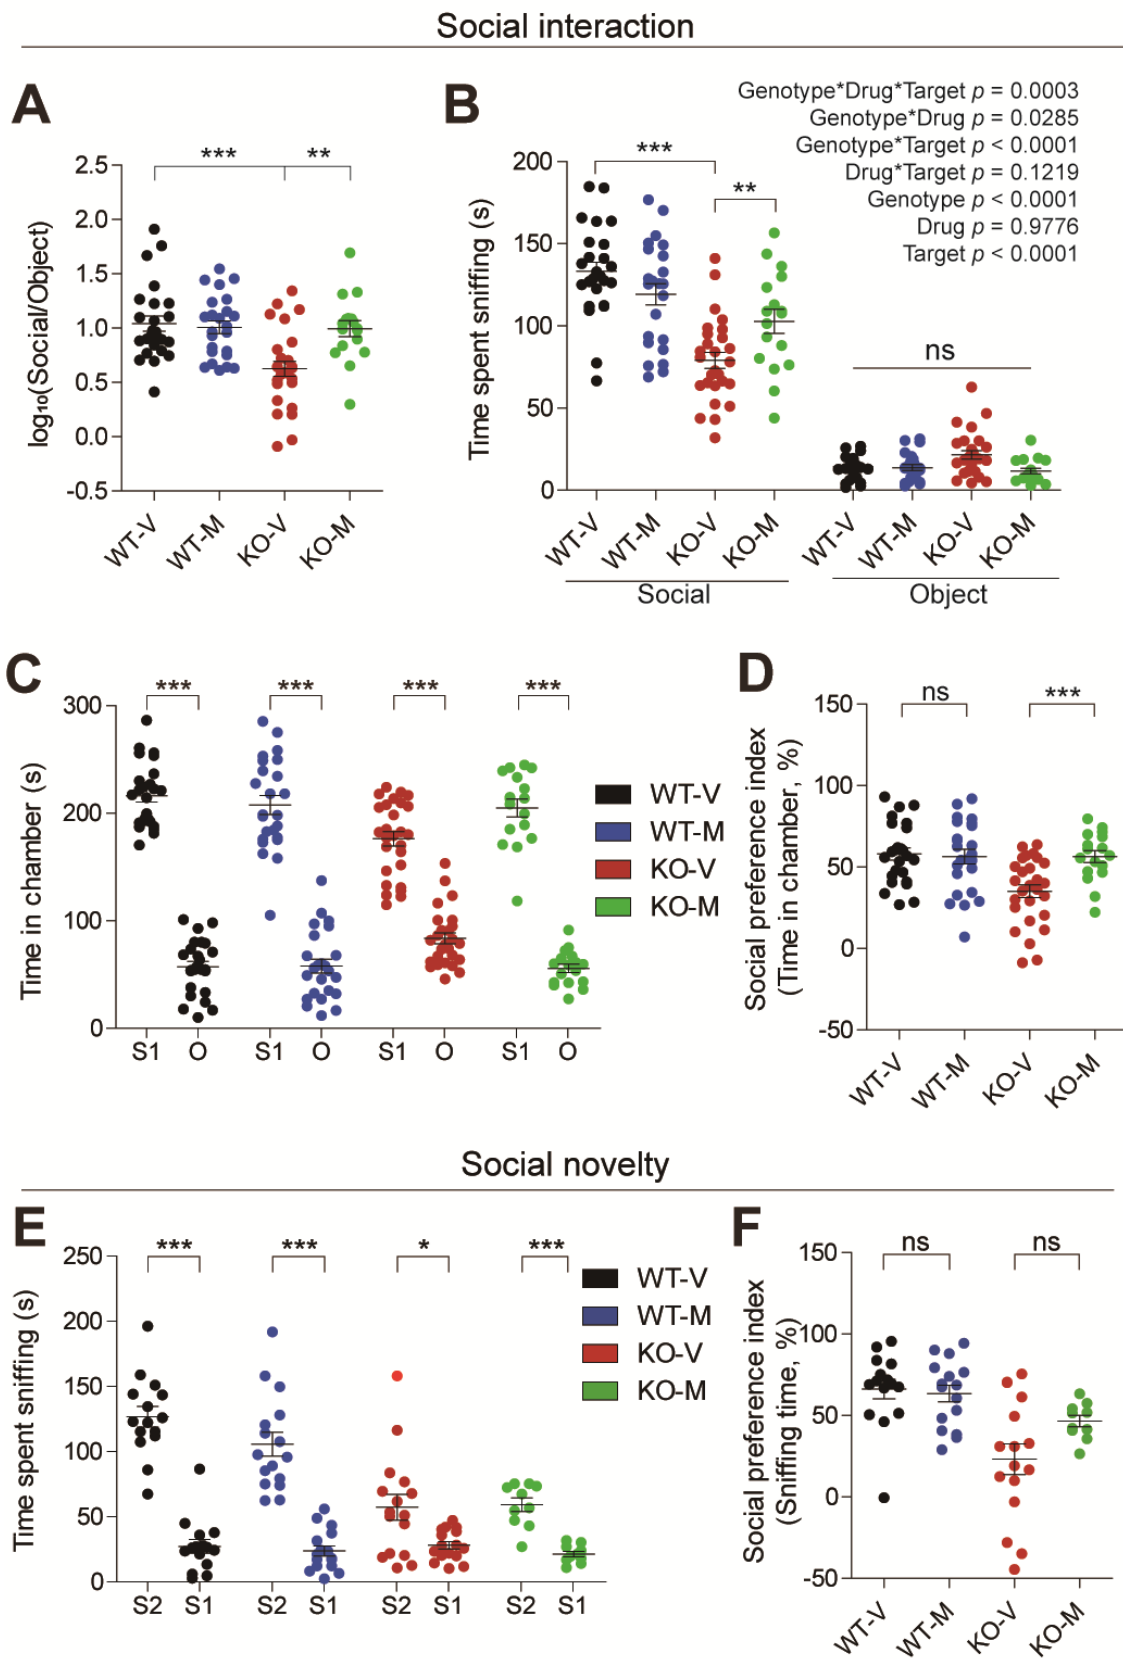 Social interaction
A
*** **
log₁₀(Social/Object)
2.5
2.0
1.5
1.0
0.5
0.0
-0.5
WT-V WT-M KO-V KO-M
B
Genotype*Drug*Target p = 0.0003
Genotype*Drug p = 0.0285
Genotype*Target p < 0.0001
Drug*Target p = 0.1219
Genotype p < 0.0001
Drug p = 0.9776
Target p < 0.0001
***
**
ns
Time spent sniffing (s)
200
150
100
50
0
WT-V WT-M KO-V KO-M WT-V WT-M KO-V KO-M
Social Object
C
*** *** *** ***
Time in chamber (s)
300
200
100
0
S1 O S1 O S1 O S1 O
WT-V
WT-M
KO-V
KO-M
D
ns ***
Social preference index
(Time in chamber, %)
150
100
50
0
-50
WT-V WT-M KO-V KO-M
Social novelty
E
*** *** * ***
Time spent sniffing (s)
250
200
150
100
50
0
S2 S1 S2 S1 S2 S1 S2 S1
WT-V
WT-M
KO-V
KO-M
F
ns ns
Social preference index
(Sniffing time, %)
150
100
50
0
-50
WT-V WT-M KO-V KO-M